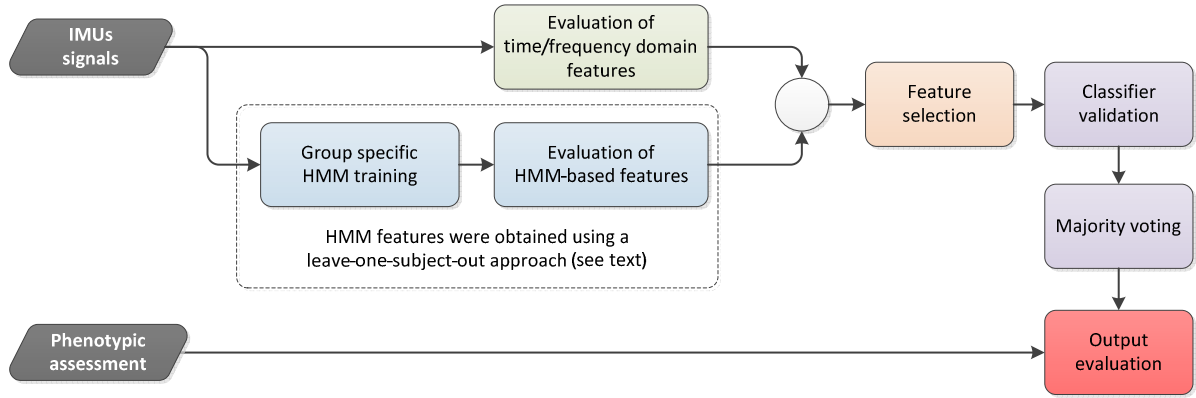 IMUs
signals
Evaluation of
time/frequency domain
features
Group specific
HMM training
Evaluation of
HMM-based features
HMM features were obtained using a
leave-one-subject-out approach (see text)
Feature
selection
Classifier
validation
Majority voting
Phenotypic
assessment
Output
evaluation